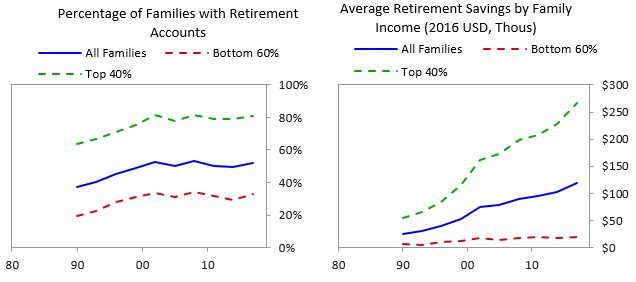 Percentage of Families with Retirement
Accounts
All Families
Bottom 60%
Top 40%
100%
80%
60%
40%
20%
0%
80
90
00
10
Average Retirement Savings by Family
Income (2016 USD, Thous)
All Families
Bottom 60%
Top 40%
$300
$250
$200
$150
$100
$50
$0
80
90
00
10